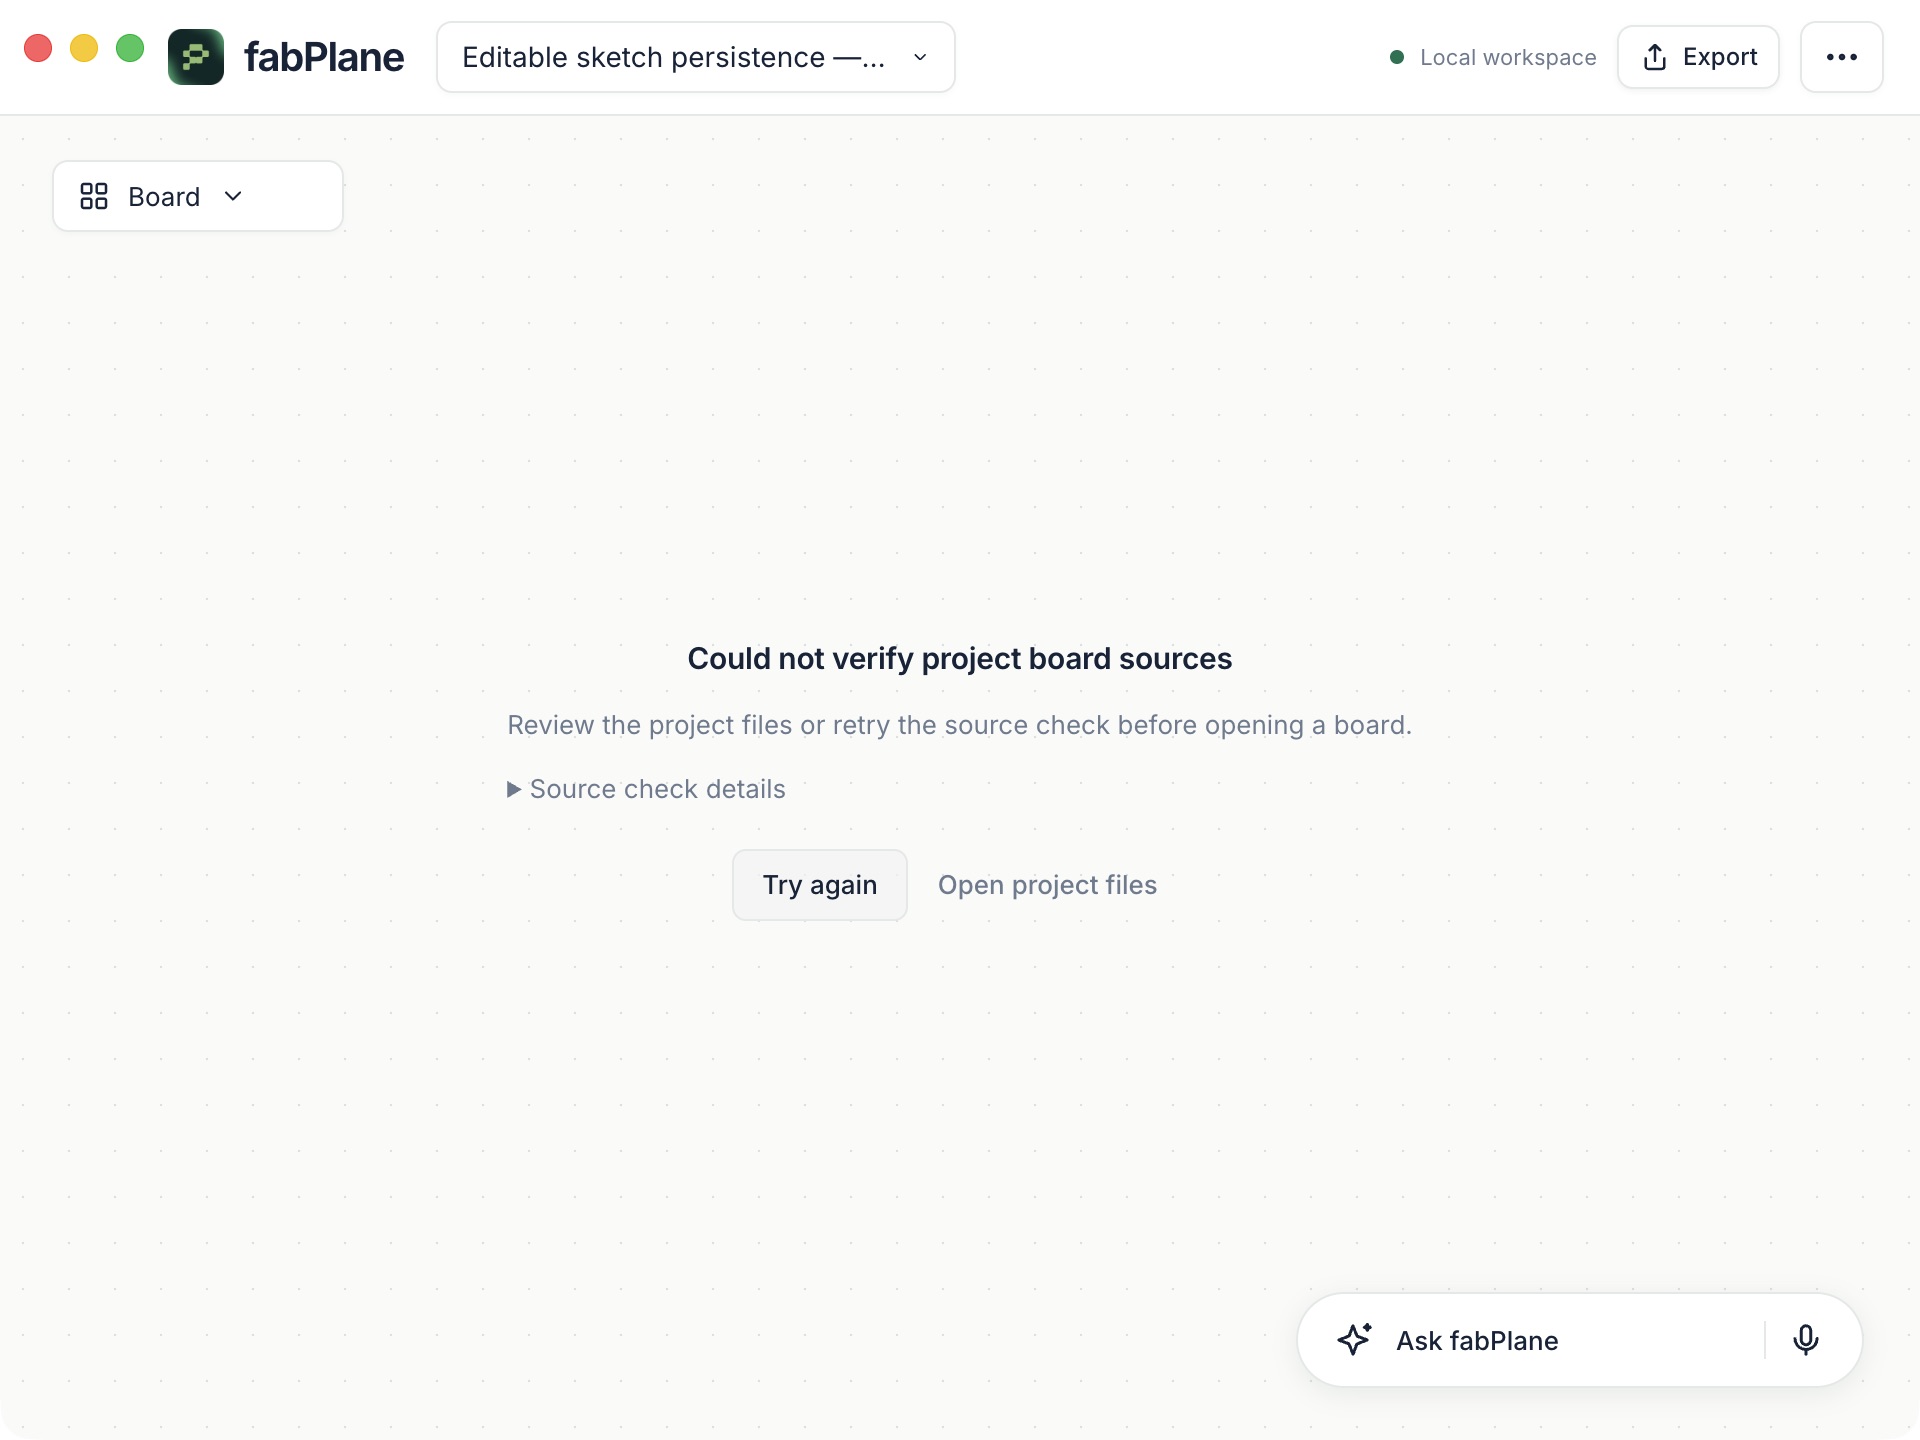 fabPlane
Editable sketch persistence —...
Local workspace
Export
Board
Could not verify project board sources
Review the project files or retry the source check before opening a board.
Source check details
Try again
Open project files
Ask fabPlane